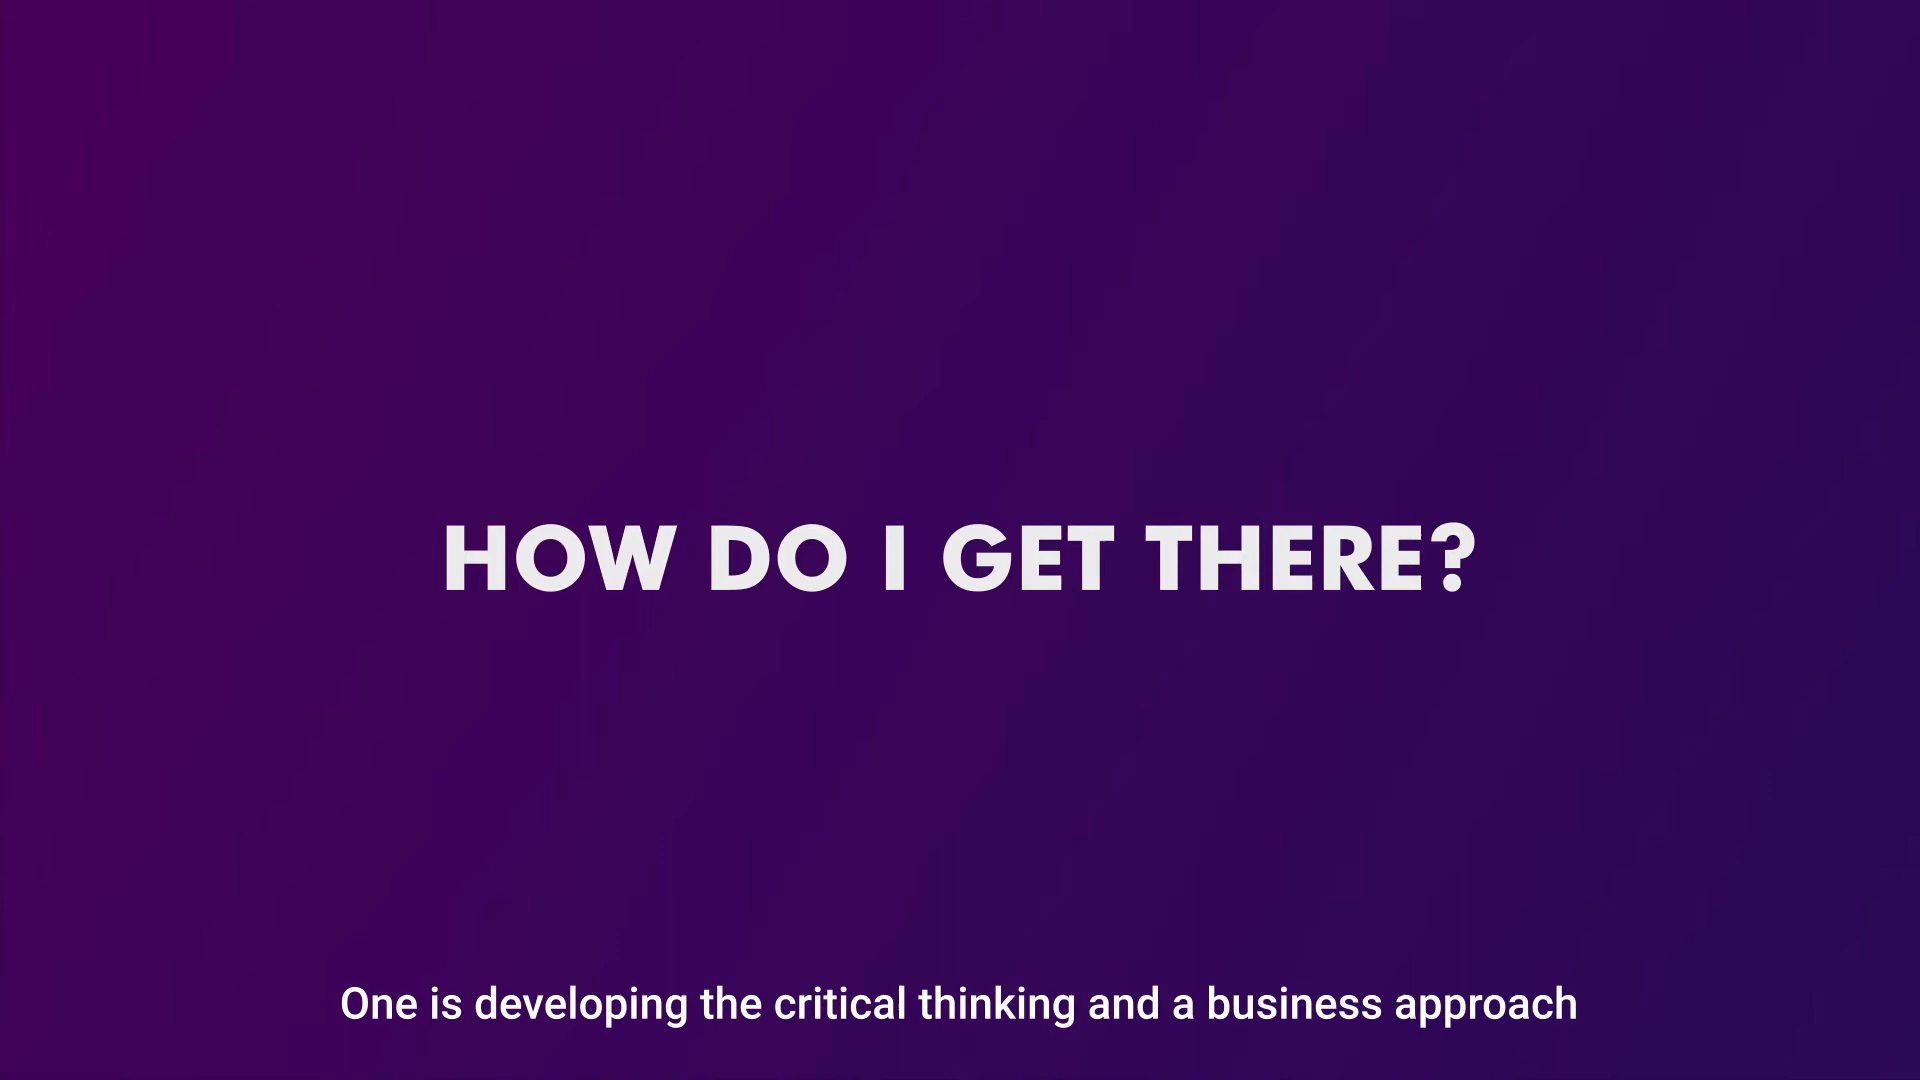 HOW DO I GET THERE?
One is developing the critical thinking and a business approach